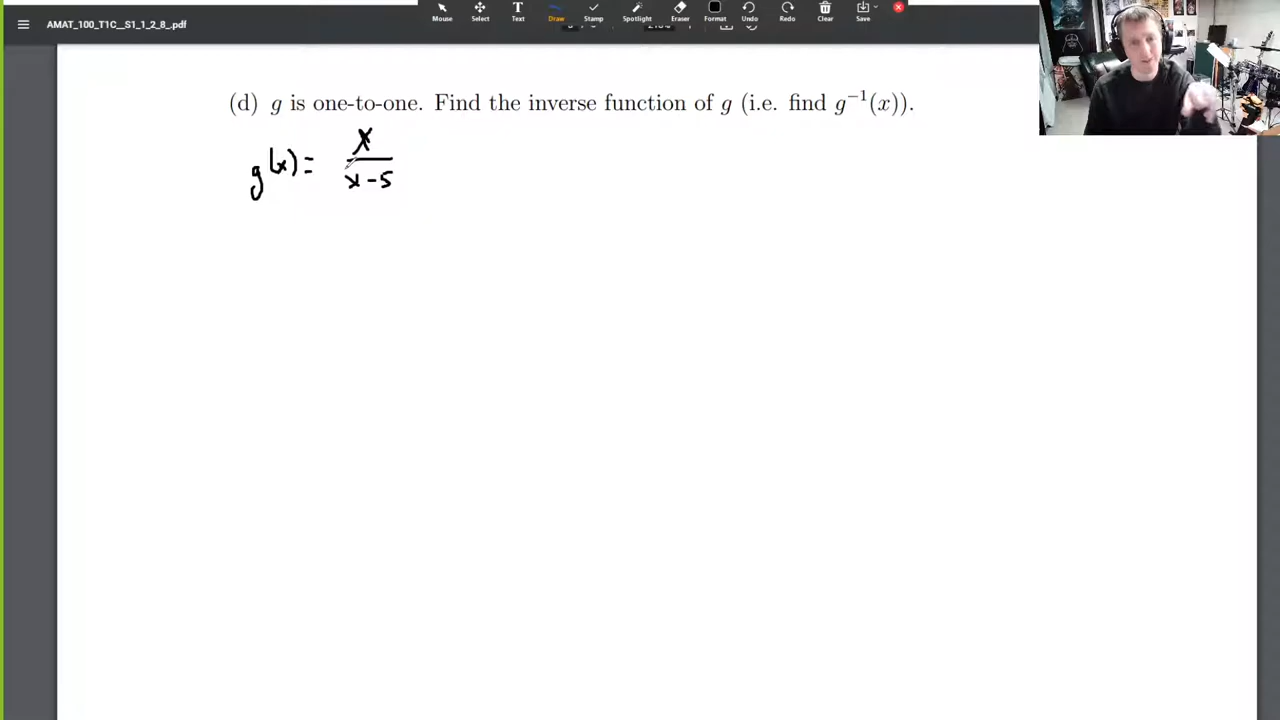 AMAT_100_T1C__S1_1_2_8_.pdf
Mouse Select Text Draw Stamp Spotlight Eraser Format Undo Redo Clear Save
(d) g is one-to-one. Find the inverse function of g (i.e. find g⁻¹(x)).
g(x) = x / (x - 5)